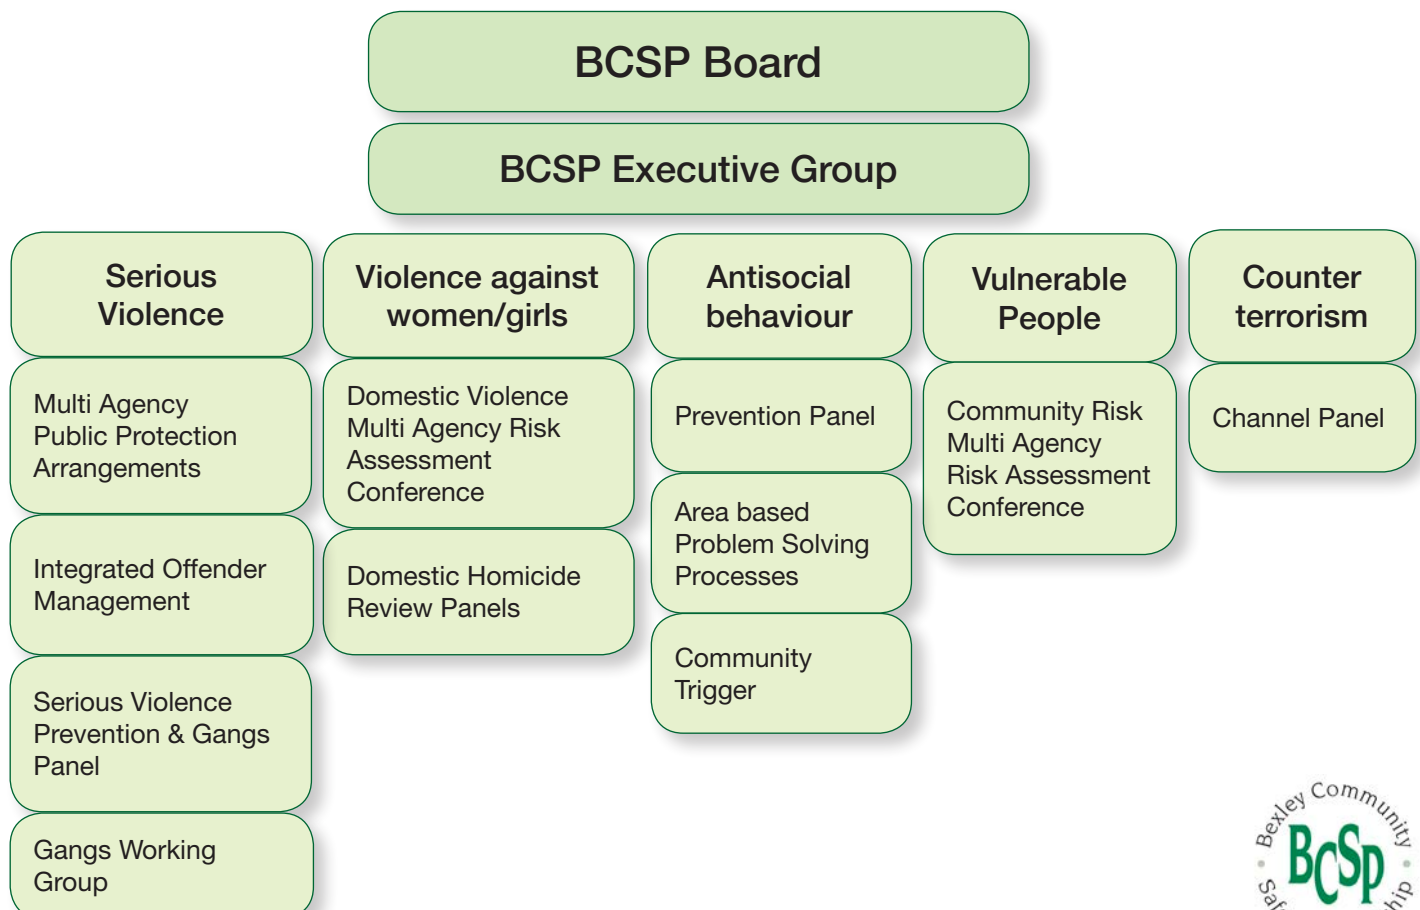 BCSP Board
BCSP Executive Group
Serious
Violence
Multi Agency
Public Protection
Arrangements
Integrated Offender
Management
Serious Violence
Prevention & Gangs
Panel
Gangs Working
Group
Violence against
women/girls
Domestic Violence
Multi Agency Risk
Assessment
Conference
Domestic Homicide
Review Panels
Antisocial
behaviour
Prevention Panel
Area based
Problem Solving
Processes
Community
Trigger
Vulnerable
People
Community Risk
Multi Agency
Risk Assessment
Conference
Counter
terrorism
Channel Panel
Bexley Community
BCSP